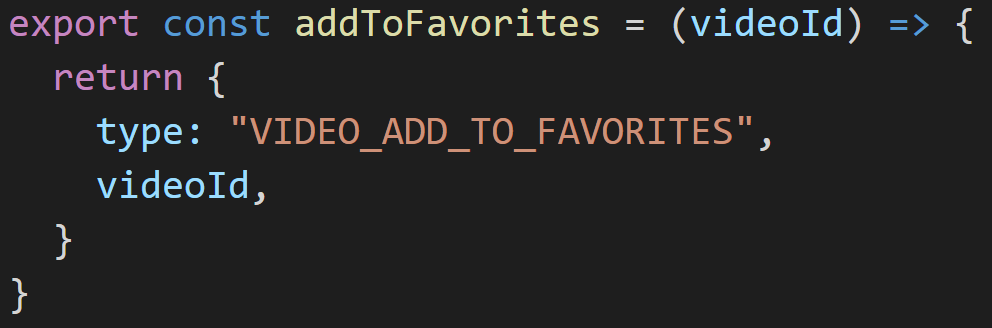 export const addToFavorites = (videoId) => {
  return {
    type: "VIDEO_ADD_TO_FAVORITES",
    videoId,
  }
}